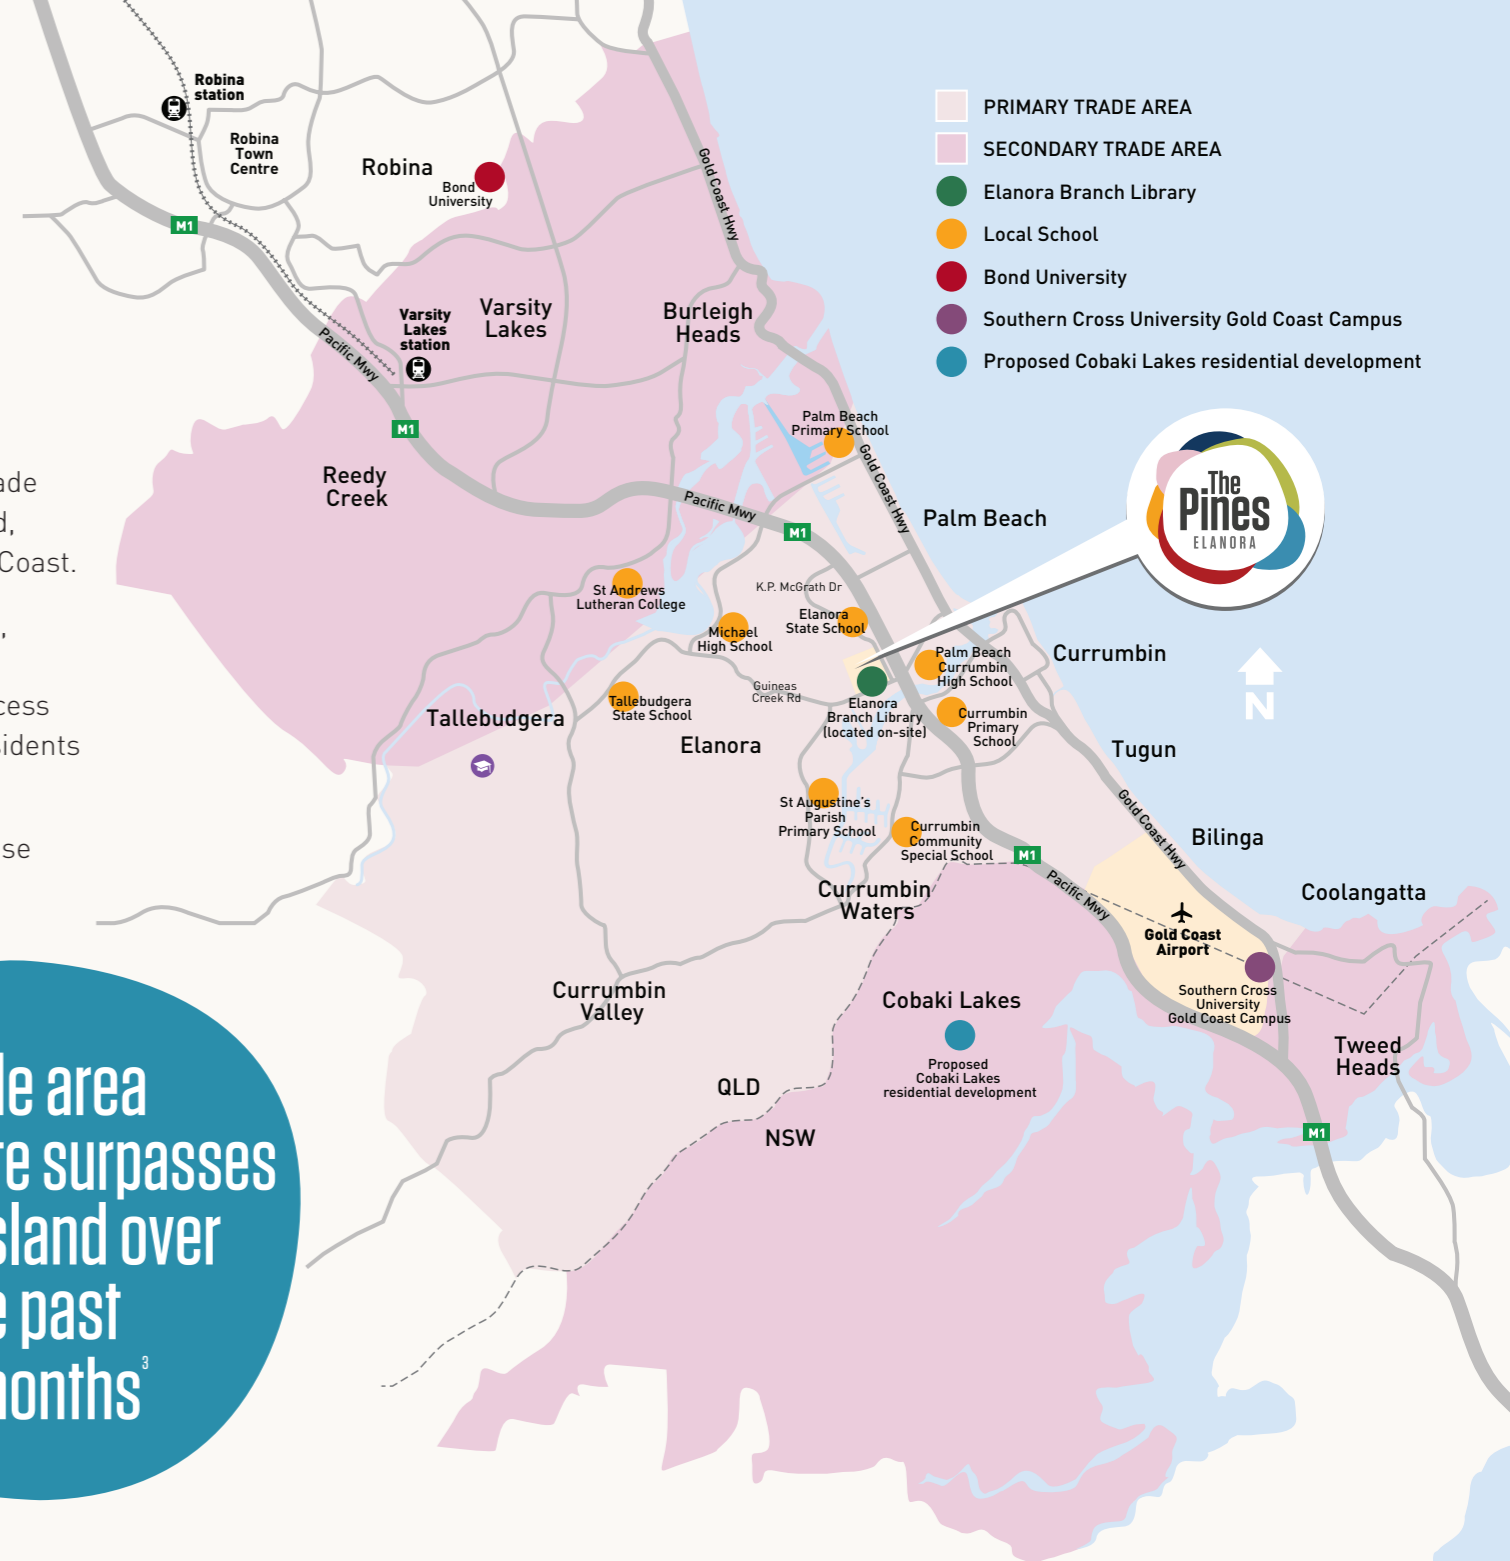 Robina
station
Robina
Town
Centre
Robina
Bond
University
M1
Gold Coast Hwy
PRIMARY TRADE AREA
SECONDARY TRADE AREA
Elanora Branch Library
Local School
Bond University
Southern Cross University Gold Coast Campus
Proposed Cobaki Lakes residential development
Varsity
Lakes
station
Varsity
Lakes
Burleigh
Heads
Pacific Mwy
M1
Reedy
Creek
Palm Beach
Primary School
Gold Coast Hwy
Palm Beach
The
Pines
ELANORA
Pacific Mwy
M1
K.P. McGrath Dr
St Andrews
Lutheran College
Michael
High School
Elanora
State School
Palm Beach
Currumbin
High School
Currumbin
Guineas
Creek Rd
Tallebudgera
State School
Tallebudgera
Elanora
Elanora
Branch Library
(located on-site)
Currumbin
Primary
School
Tugun
N
St Augustine's
Parish
Primary School
Currumbin
Community
Special School
M1
Gold Coast Hwy
Bilinga
Currumbin
Waters
Pacific Mwy
Coolangatta
Gold Coast
Airport
Southern Cross
University
Gold Coast Campus
Currumbin
Valley
Cobaki Lakes
Proposed
Cobaki Lakes
residential development
Tweed
Heads
QLD
NSW
M1
ade
d,
Coast.
,
cess
sidents
se
le area
re surpasses
sland over
e past
nonths3